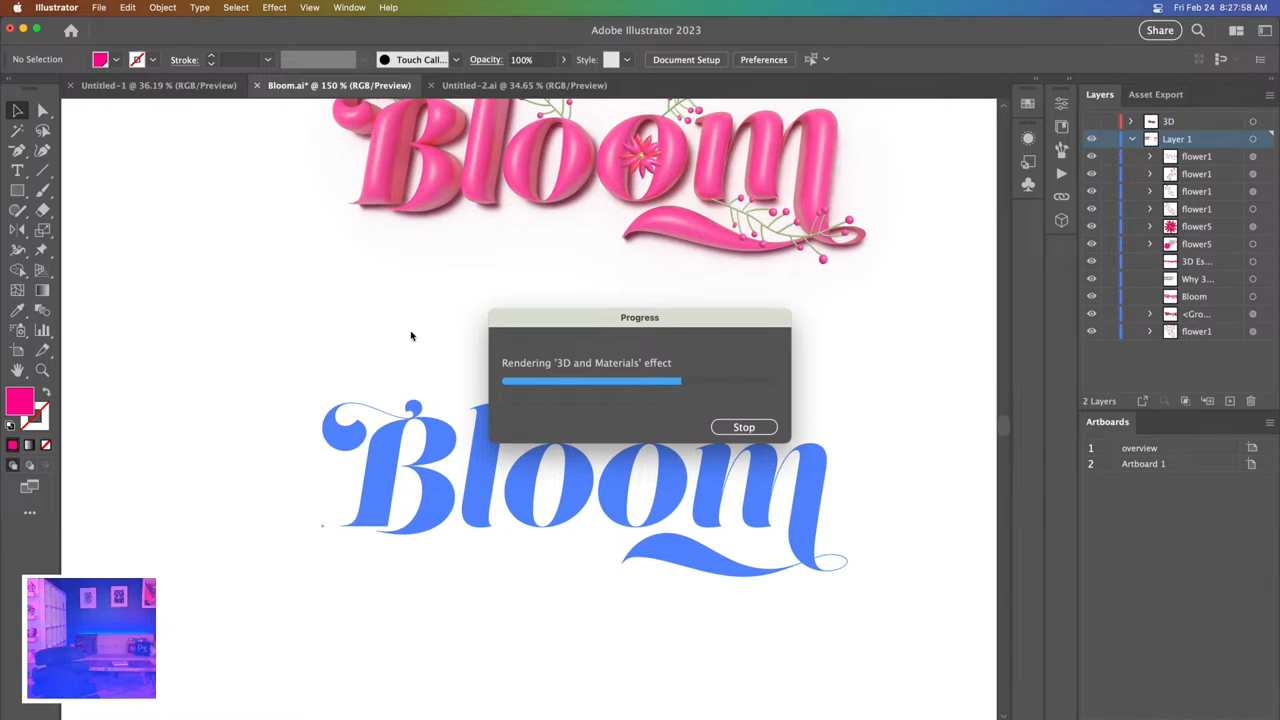 Illustrator File Edit Object Type Select Effect View Window Help
Fri Feb 24 8:27:58 AM
Adobe Illustrator 2023
Share
No Selection
Stroke:
Touch Call...
Opacity: 100%
Style:
Document Setup
Preferences
Untitled-1 @ 36.19 % (RGB/Preview)
Bloom.ai* @ 150 % (RGB/Preview)
Untitled-2.ai @ 34.65 % (RGB/Preview)
Layers
Asset Export
3D
Layer 1
flower1
flower1
flower1
flower1
flower5
flower5
3D Es...
Why 3...
Bloom
<Gro...
flower1
2 Layers
Artboards
1 overview
2 Artboard 1
Bloom
Progress
Rendering '3D and Materials' effect
Stop
Bloom
Ps